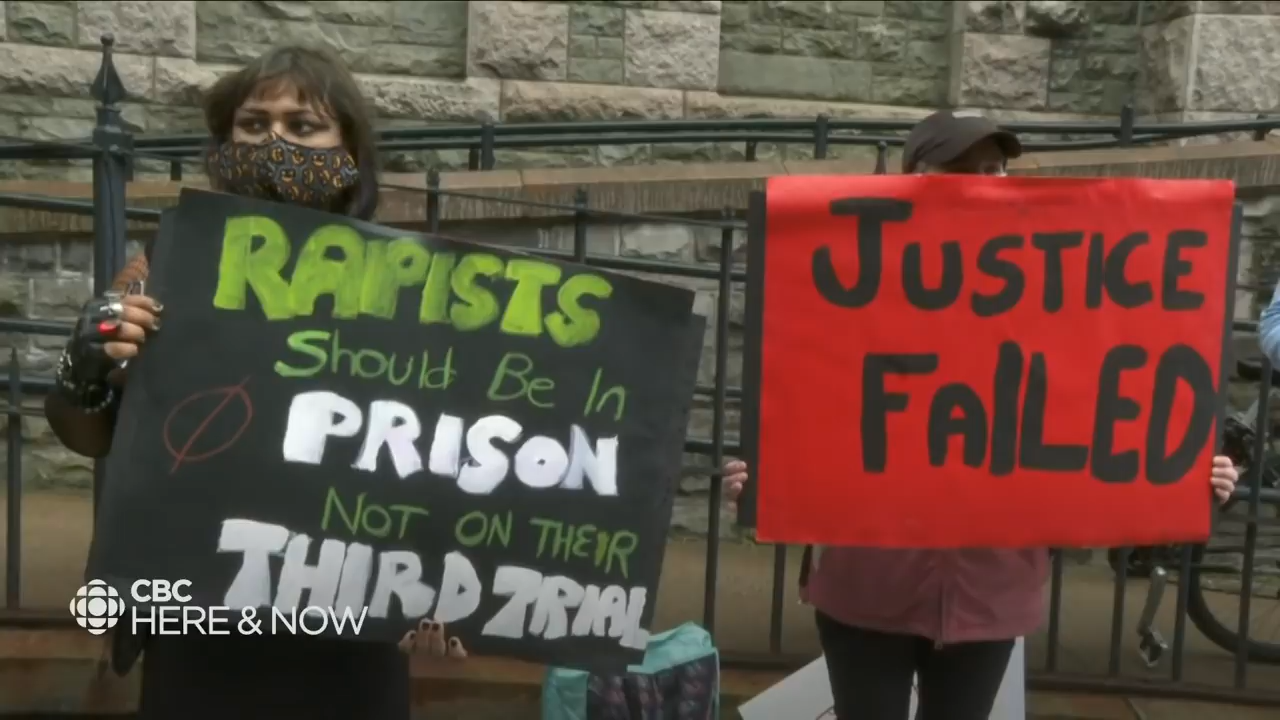 RAPISTS
Should Be In
PRISON
NOT ON THEIR
THIRD TRIAL
JUSTICE
FAILED
CBC
HERE & NOW